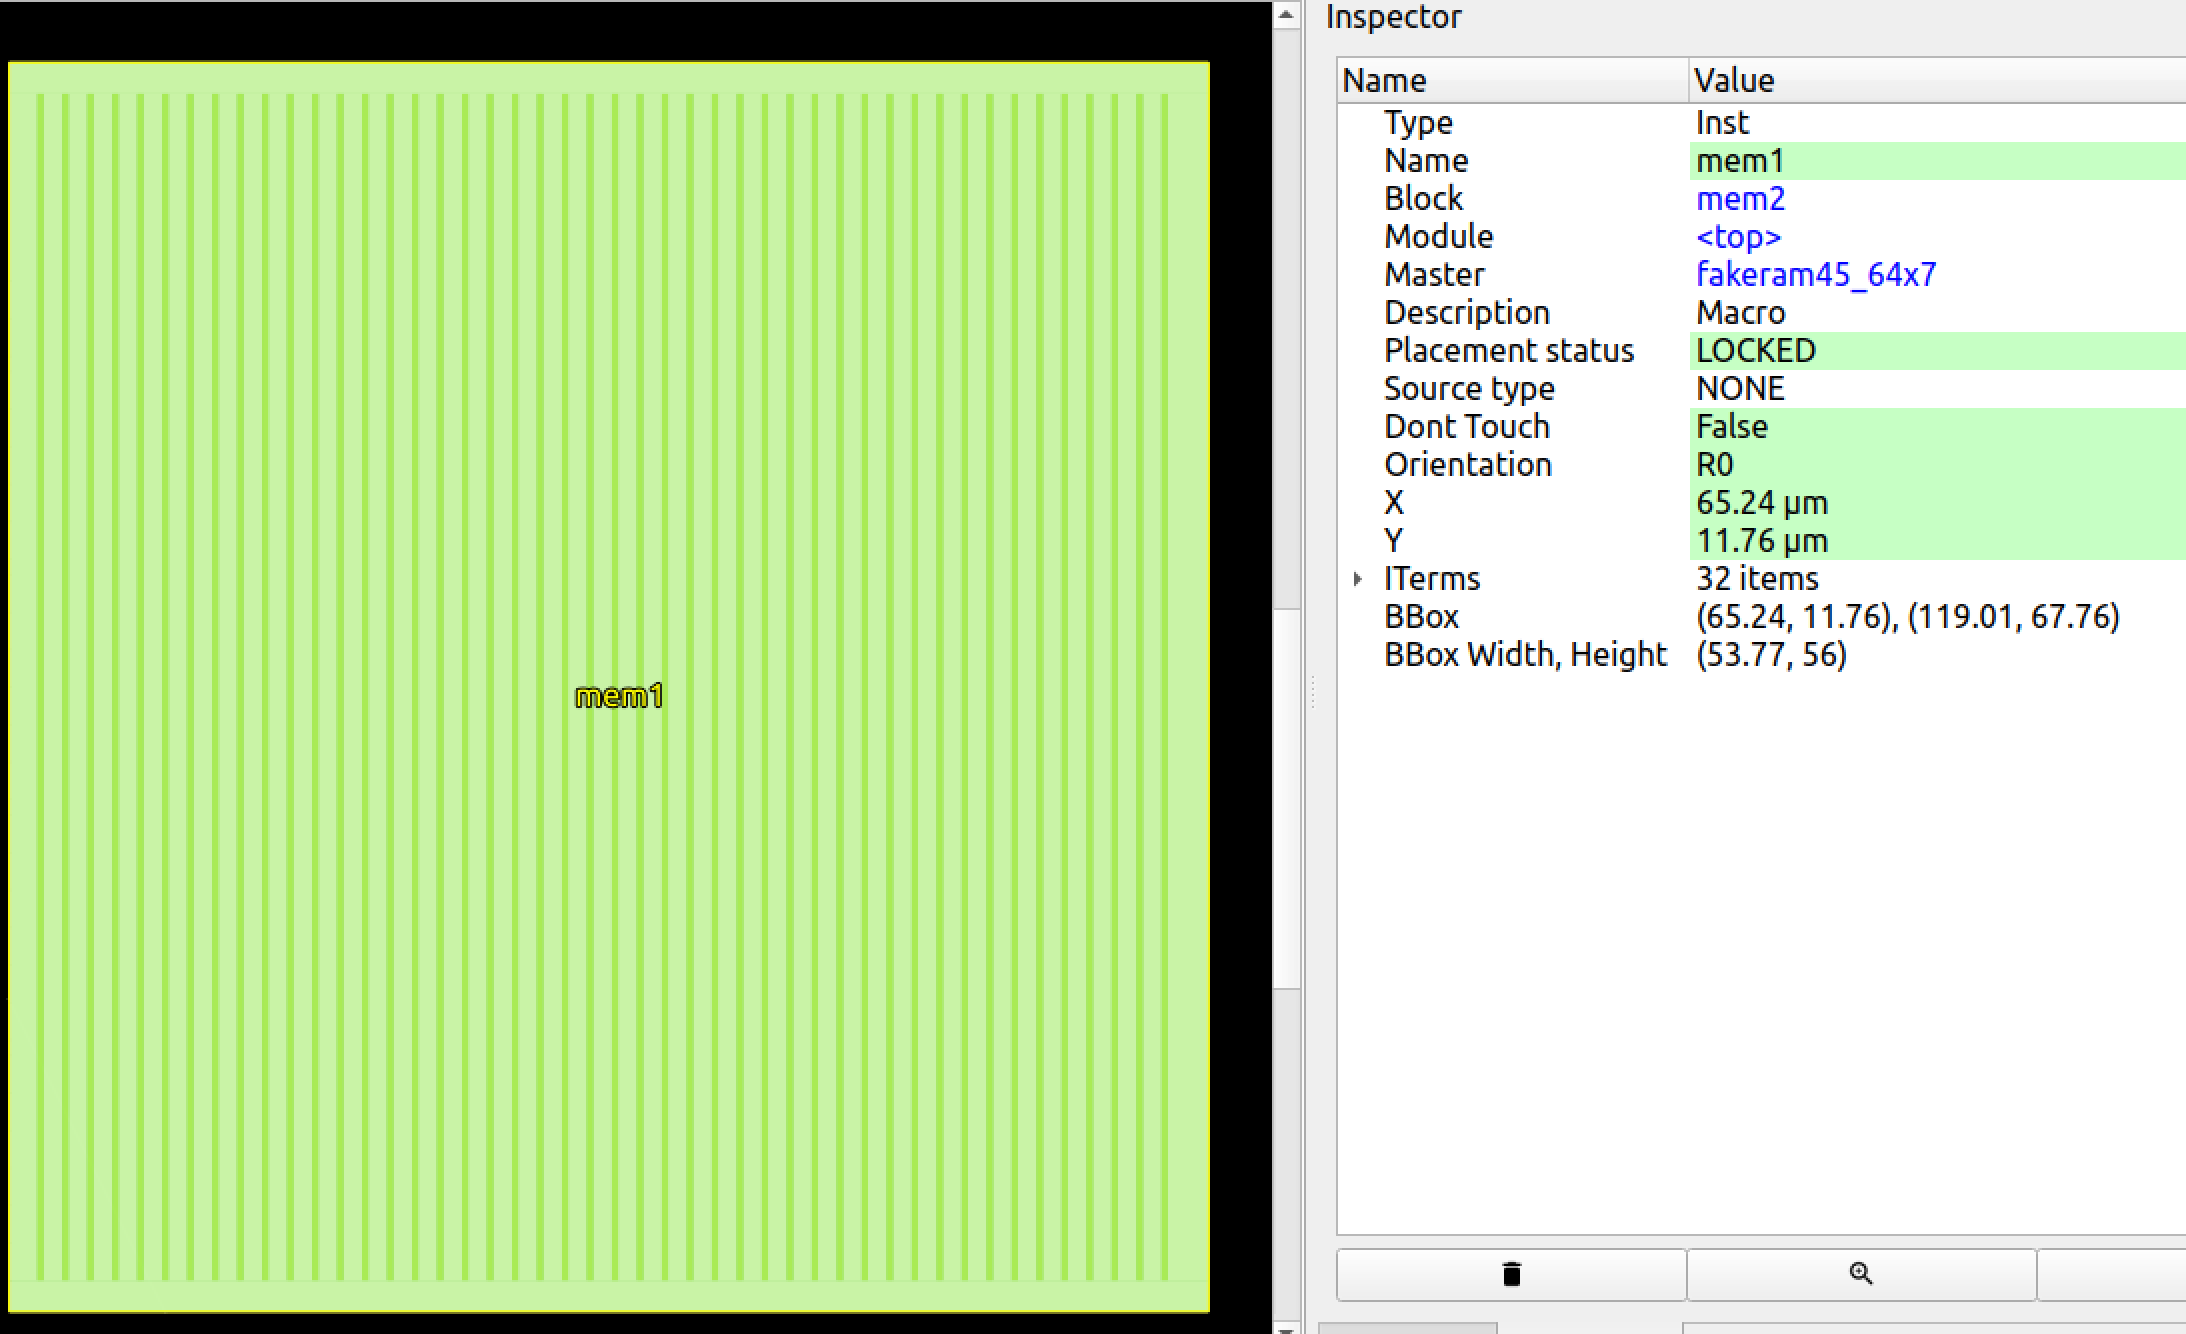 mem1
Inspector
Name Value
Type Inst
Name mem1
Block mem2
Module <top>
Master fakeram45_64x7
Description Macro
Placement status LOCKED
Source type NONE
Dont Touch False
Orientation R0
X 65.24 μm
Y 11.76 μm
ITerms 32 items
BBox (65.24, 11.76), (119.01, 67.76)
BBox Width, Height (53.77, 56)